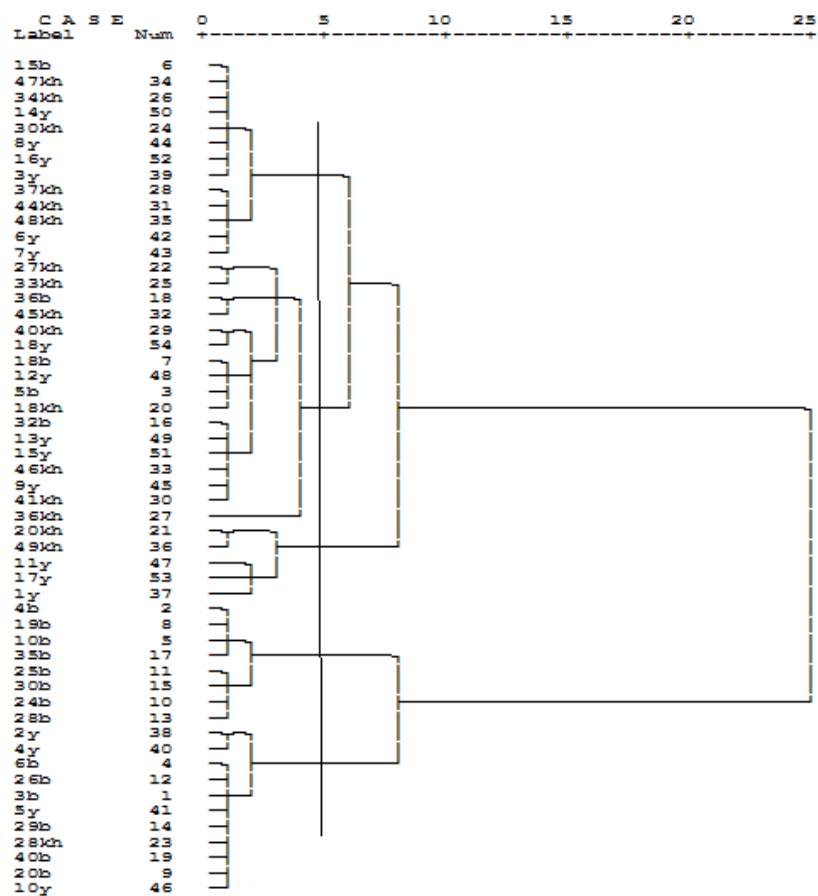 C A S E 0 5 10 15 20 25
Label Num +---------+---------+---------+---------+---------+
15b 6
47kh 34
34kh 26
14y 50
30kh 24
8y 44
16y 52
3y 39
37kh 28
44kh 31
48kh 35
6y 42
7y 43
27kh 22
33kh 25
36b 18
45kh 32
40kh 29
18y 54
18b 7
12y 48
5b 3
18kh 20
32b 16
13y 49
15y 51
46kh 33
9y 45
41kh 30
36kh 27
20kh 21
49kh 36
11y 47
17y 53
1y 37
4b 2
19b 8
10b 5
35b 17
25b 11
30b 15
24b 10
28b 13
2y 38
4y 40
6b 4
26b 12
3b 1
5y 41
29b 14
28kh 23
40b 19
20b 9
10y 46